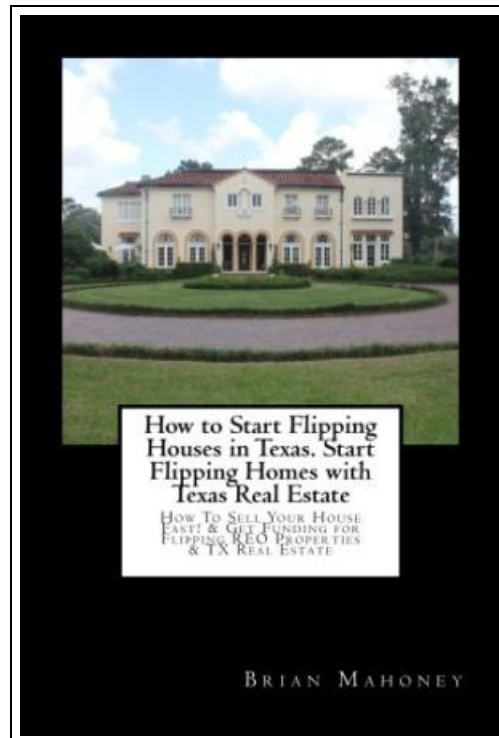 How to Start Flipping
Houses in Texas. Start
Flipping Homes with
Texas Real Estate
How To Sell Your House
Fast! & Get Funding for
Flipping REO Properties
& TX Real Estate
Brian Mahoney